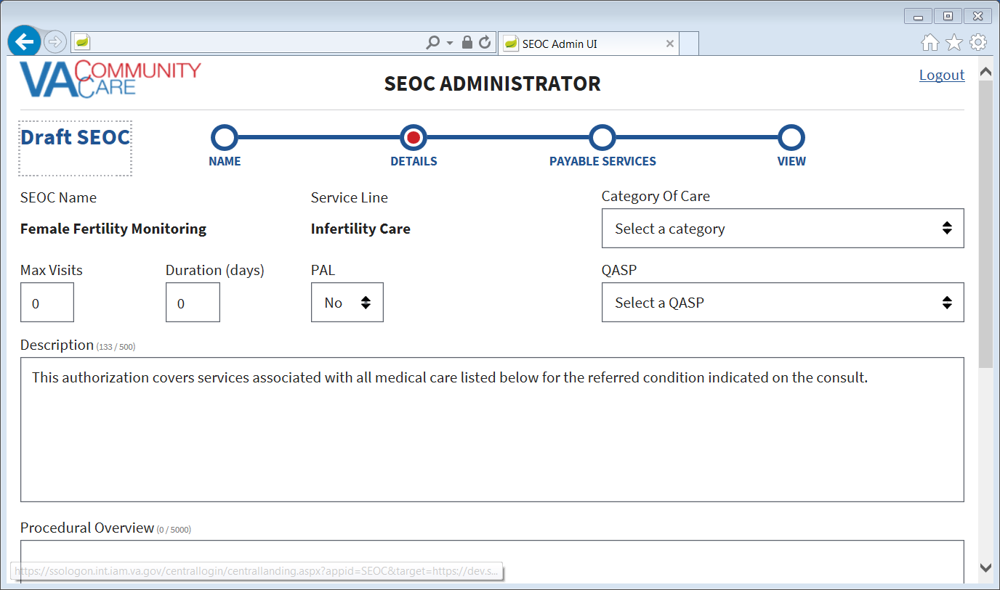 SEOC Admin UI
VA COMMUNITY CARE
SEOC ADMINISTRATOR
Logout
Draft SEOC
NAME
DETAILS
PAYABLE SERVICES
VIEW
SEOC Name
Service Line
Category Of Care
Female Fertility Monitoring
Infertility Care
Select a category
Max Visits
Duration (days)
PAL
QASP
0
0
No
Select a QASP
Description (133 / 500)
This authorization covers services associated with all medical care listed below for the referred condition indicated on the consult.
Procedural Overview (0 / 5000)
https://ssologon.int.iam.va.gov/centrallogin/centrallanding.aspx?appid=SEOC&target=https://dev.s...